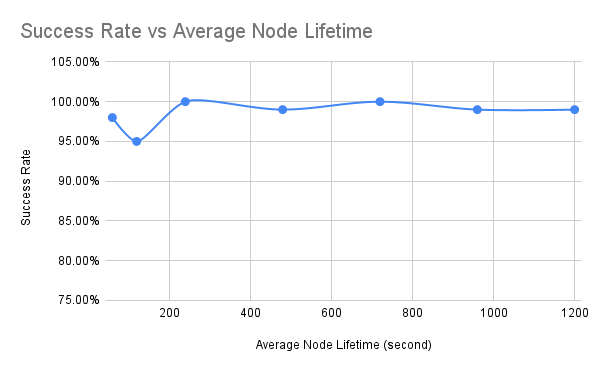 Success Rate vs Average Node Lifetime
105.00%
100.00%
95.00%
90.00%
85.00%
80.00%
75.00%
Success Rate
200 400 600 800 1000 1200
Average Node Lifetime (second)